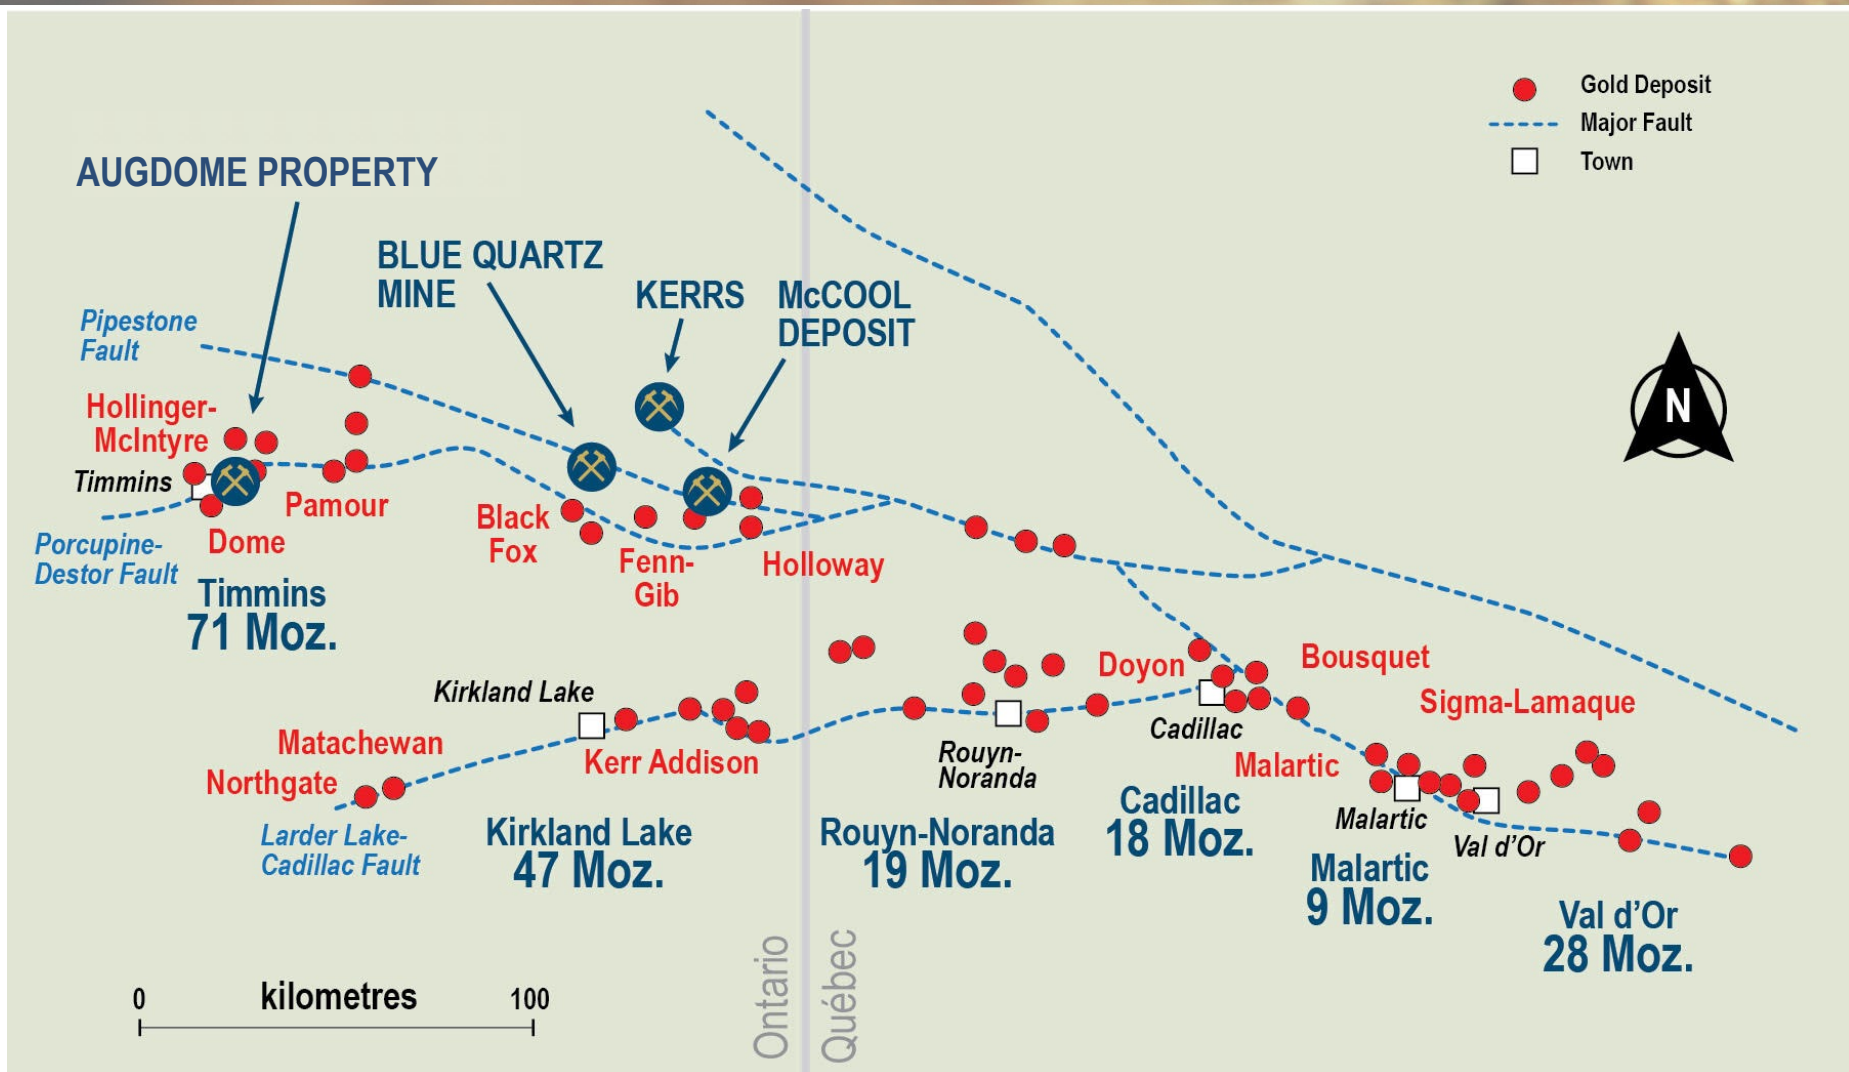 Gold Deposit
Major Fault
Town
AUGDOME PROPERTY
BLUE QUARTZ
MINE
KERRS
McCOOL
DEPOSIT
Pipestone
Fault
N
Hollinger-
McIntyre
Timmins
Pamour
Dome
Porcupine-
Destor Fault
Timmins
71 Moz.
Black
Fox
Fenn-
Gib
Holloway
Kirkland Lake
Matachewan
Northgate
Kerr Addison
Larder Lake-
Cadillac Fault
Kirkland Lake
47 Moz.
Rouyn-
Noranda
Rouyn-Noranda
19 Moz.
Doyon
Bousquet
Cadillac
Sigma-Lamaque
Malartic
Cadillac
18 Moz.
Malartic
Val d’Or
Malartic
9 Moz.
Val d’Or
28 Moz.
Ontario
Québec
0 kilometres 100